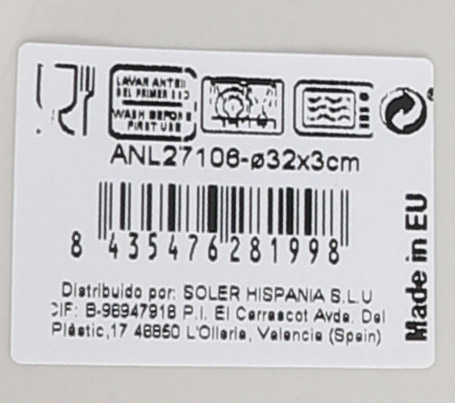 LAVAR ANTES
DEL PRIMER USO
WASH BEFORE
FIRST USE
ANL27106-ø32x3cm
8 435476 281998
Made in EU
Distribuido por: SOLER HISPANIA S.L.U
CIF: B-98947918 P.I. El Carrascot Avda. Del
Plàstic,17 46850 L'Olleria, Valencia (Spain)